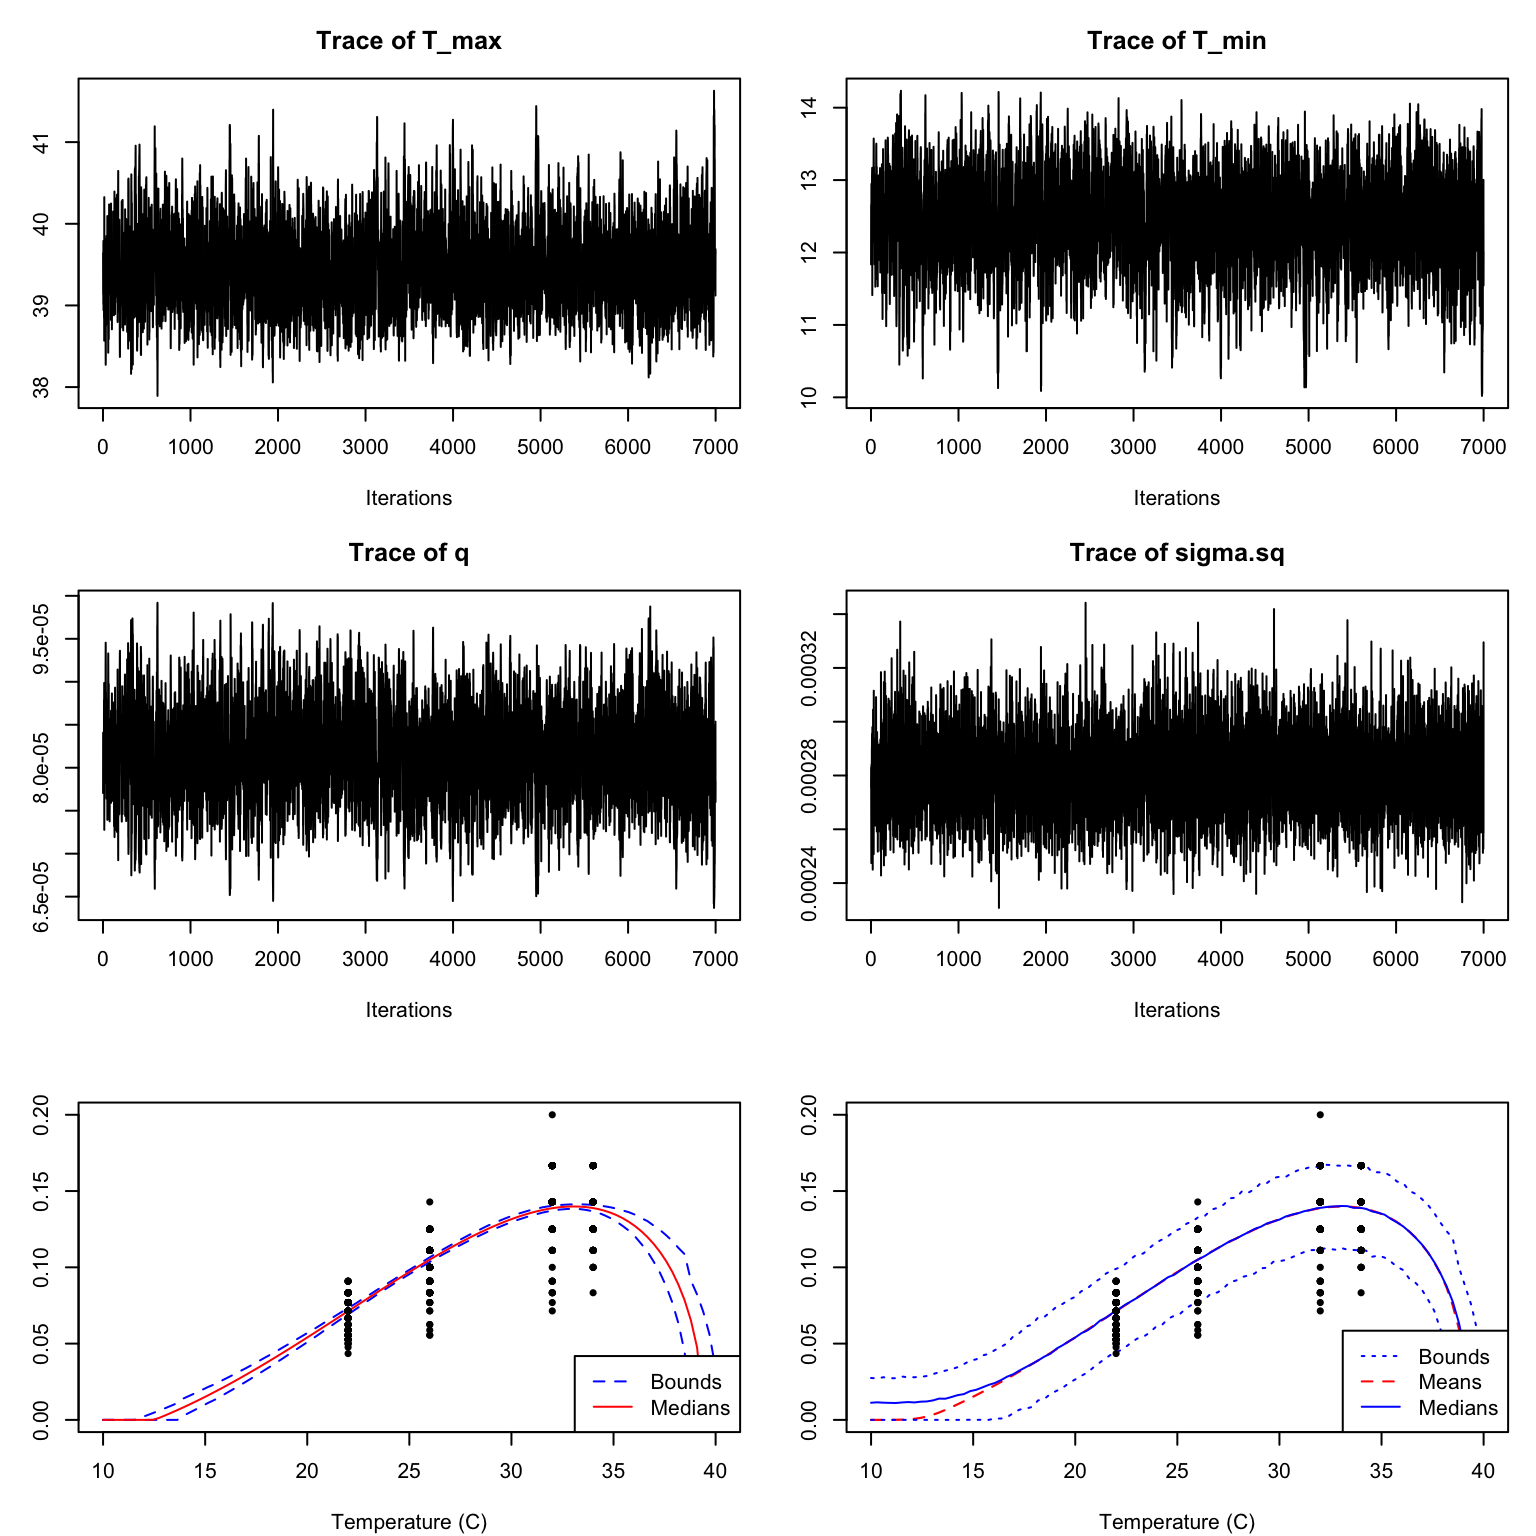 Trace of T_max
41
40
39
38
0 1000 2000 3000 4000 5000 6000 7000
Iterations
Trace of T_min
14
13
12
11
10
0 1000 2000 3000 4000 5000 6000 7000
Iterations
Trace of q
9.5e-05
8.0e-05
6.5e-05
0 1000 2000 3000 4000 5000 6000 7000
Iterations
Trace of sigma.sq
0.00032
0.00028
0.00024
0 1000 2000 3000 4000 5000 6000 7000
Iterations
0.20
0.15
0.10
0.05
0.00
Bounds
Medians
10 15 20 25 30 35 40
Temperature (C)
0.20
0.15
0.10
0.05
0.00
Bounds
Means
Medians
10 15 20 25 30 35 40
Temperature (C)